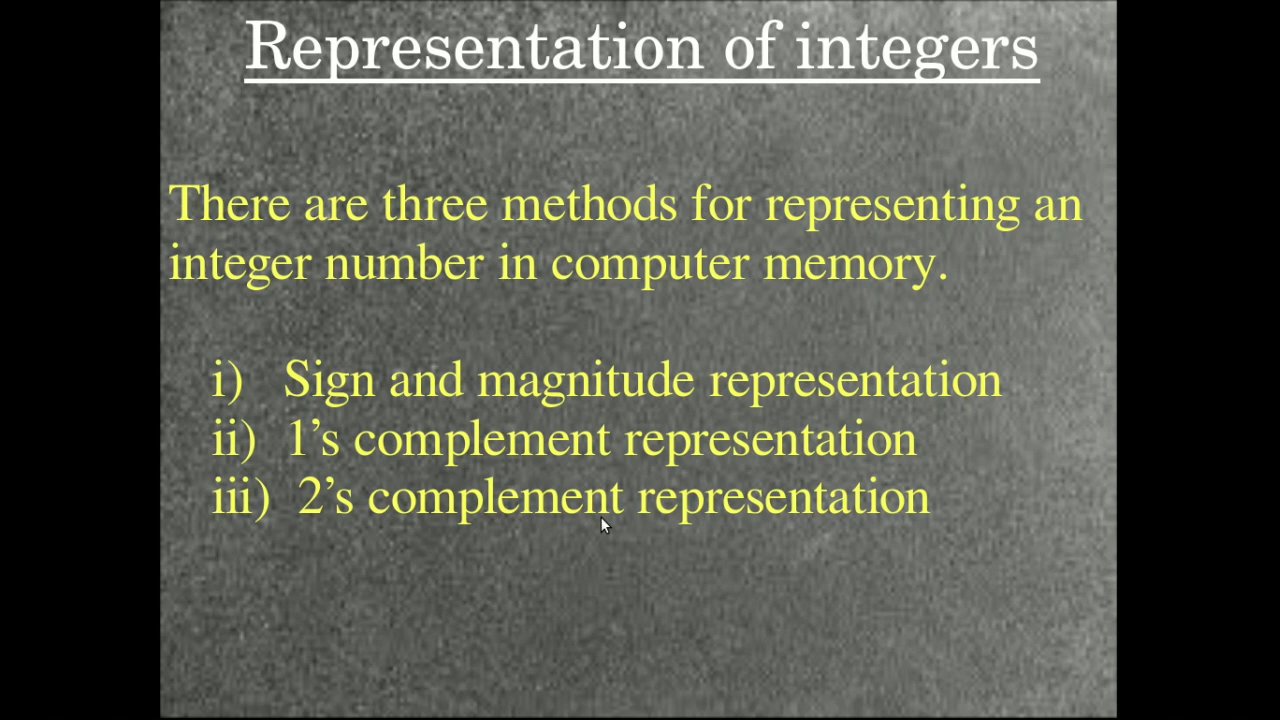 Representation of integers
There are three methods for representing an
integer number in computer memory.
i) Sign and magnitude representation
ii) 1’s complement representation
iii) 2’s complement representation